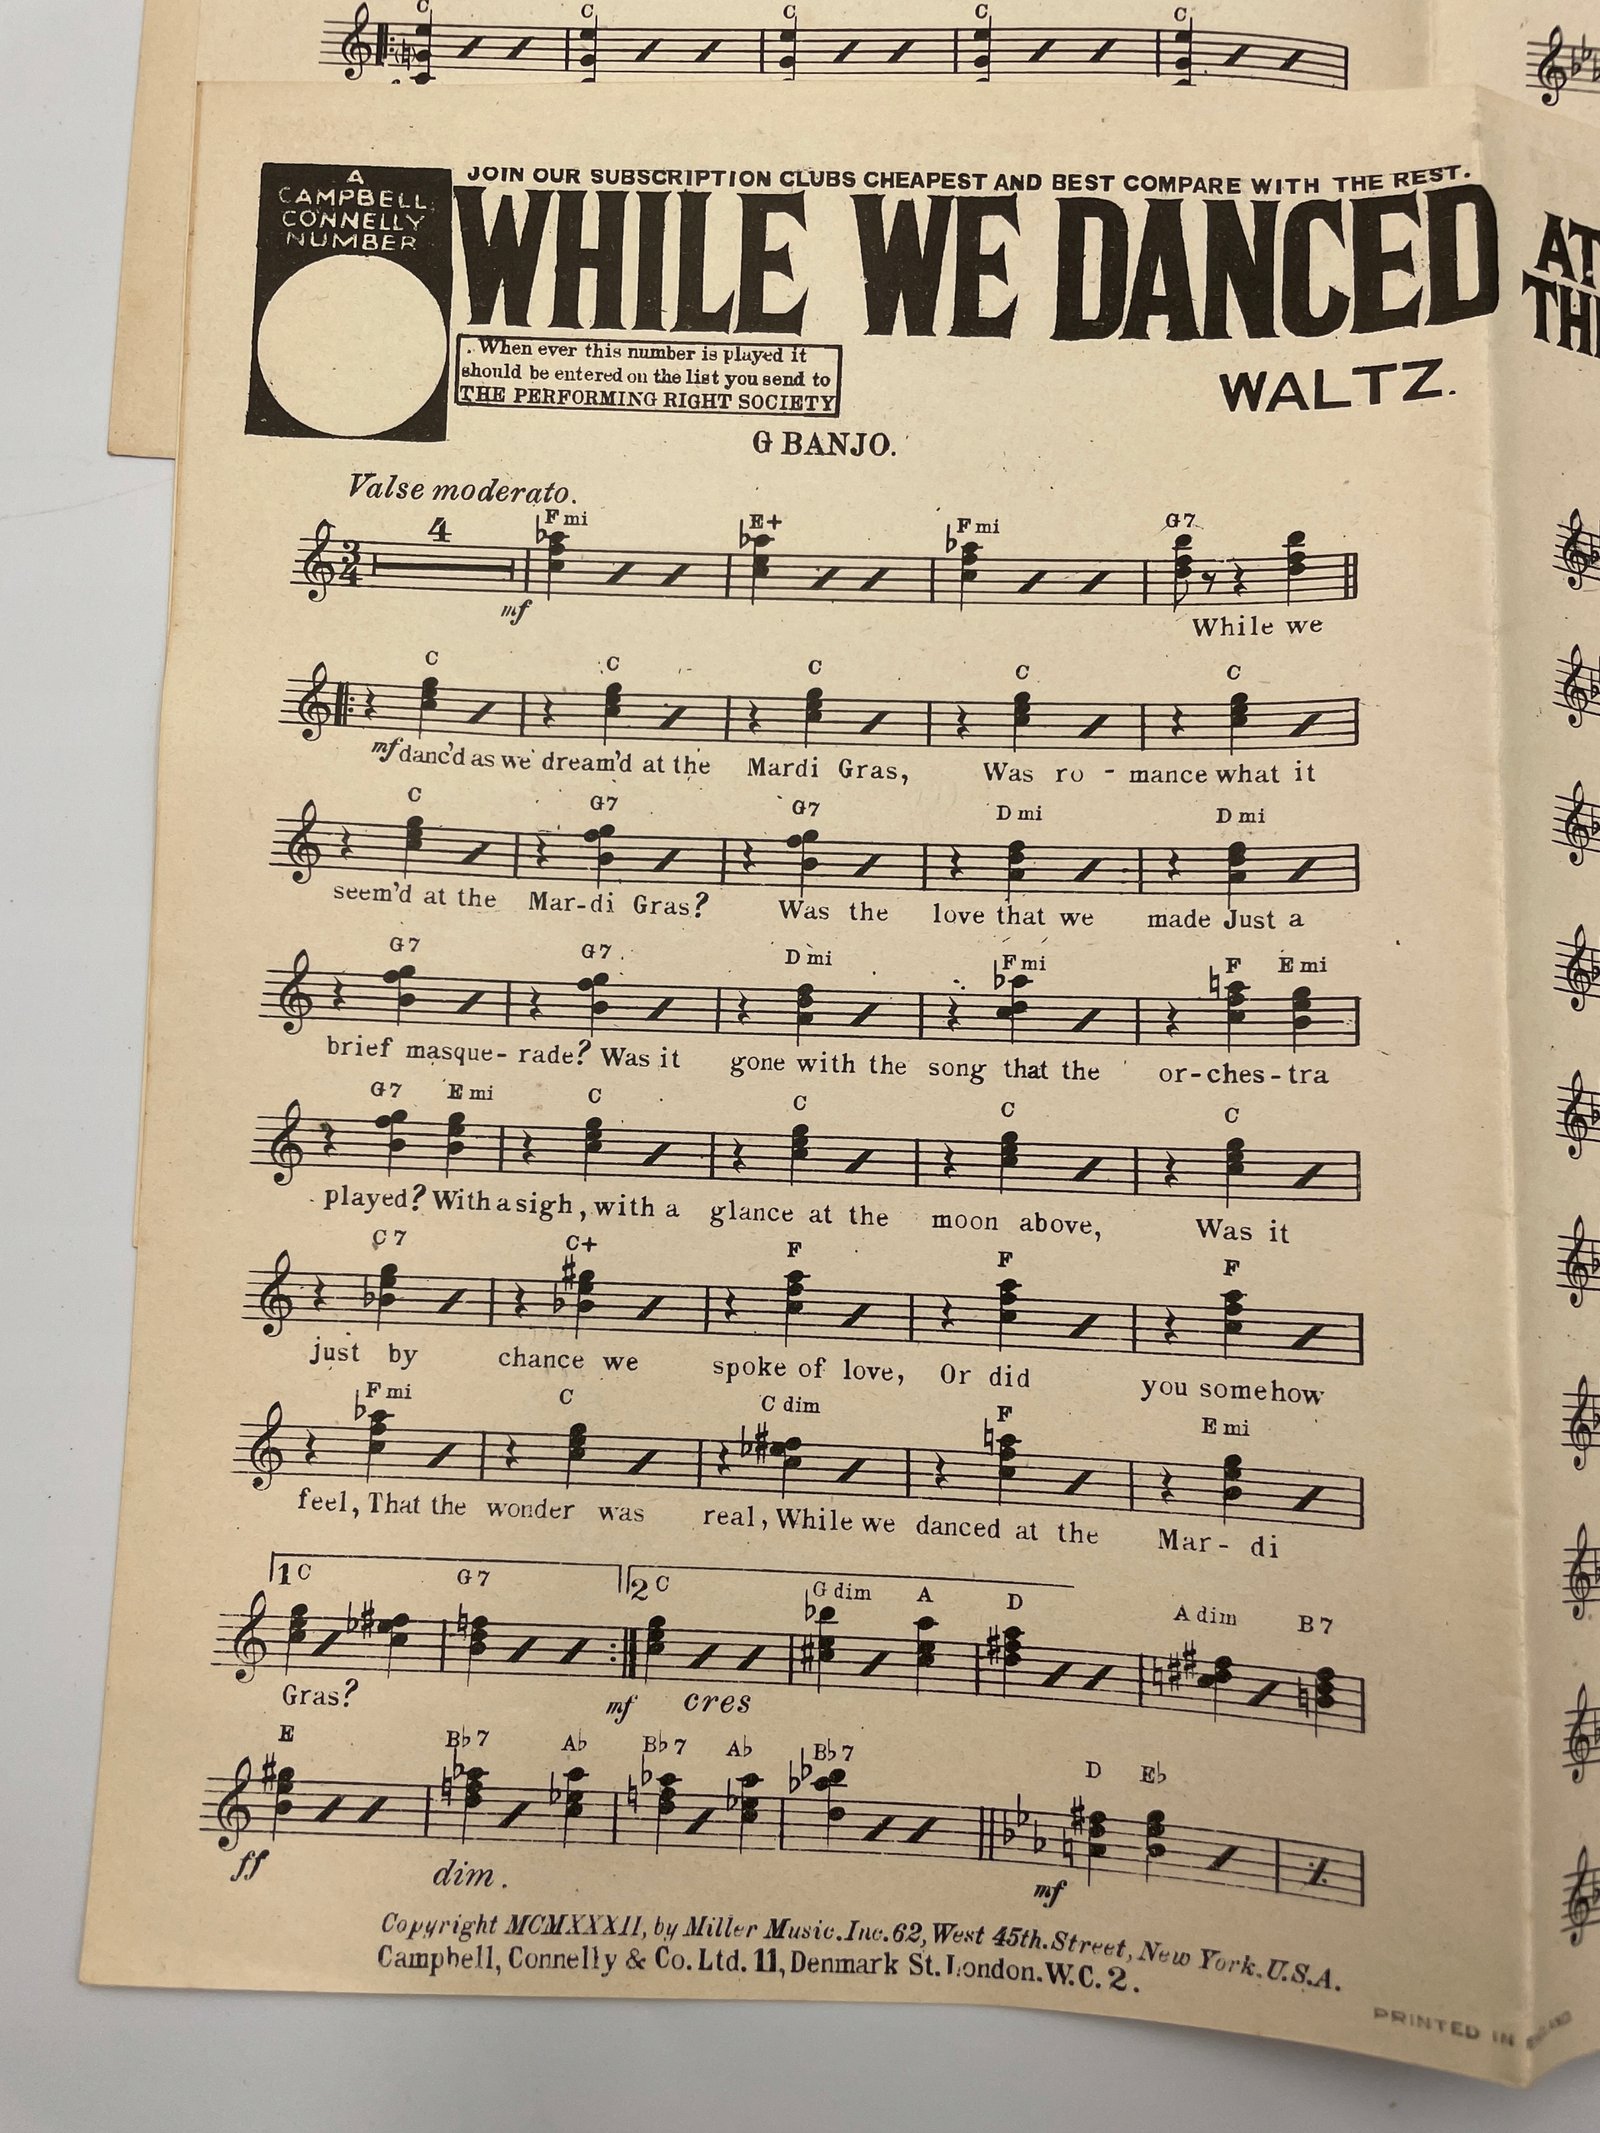 C C C C C
A
CAMPBELL
CONNELLY
NUMBER
JOIN OUR SUBSCRIPTION CLUBS CHEAPEST AND BEST COMPARE WITH THE REST.
WHILE WE DANCED
AT
WALTZ.
When ever this number is played it
should be entered on the list you send to
THE PERFORMING RIGHT SOCIETY
G BANJO.
Valse moderato.
4 Fmi E+ Fmi G7
3
4
mf
While we
C C C C C
mf danc'd as we dream'd at the Mardi Gras, Was ro - mance what it
C G7 G7 D mi D mi
seem'd at the Mar-di Gras? Was the love that we made Just a
G7 G7 D mi Fmi F E mi
brief masque- rade? Was it gone with the song that the or-ches-tra
G7 E mi C C C C
played? With a sigh, with a glance at the moon above, Was it
C7 C+ F F F
just by chance we spoke of love, Or did you somehow
Fmi C C dim F E mi
feel, That the wonder was real, While we danced at the Mar- di
1 C G7 2 C G dim A D A dim B7
Gras? mf cres
E B♭7 A♭ B♭7 A♭ B♭7 D E♭
ff dim. mf
Copyright MCMXXXII, by Miller Music.Inc.62, West 45th.Street, New York.U.S.A.
Campbell, Connelly & Co. Ltd. 11, Denmark St. London. W.C. 2.
PRINTED IN